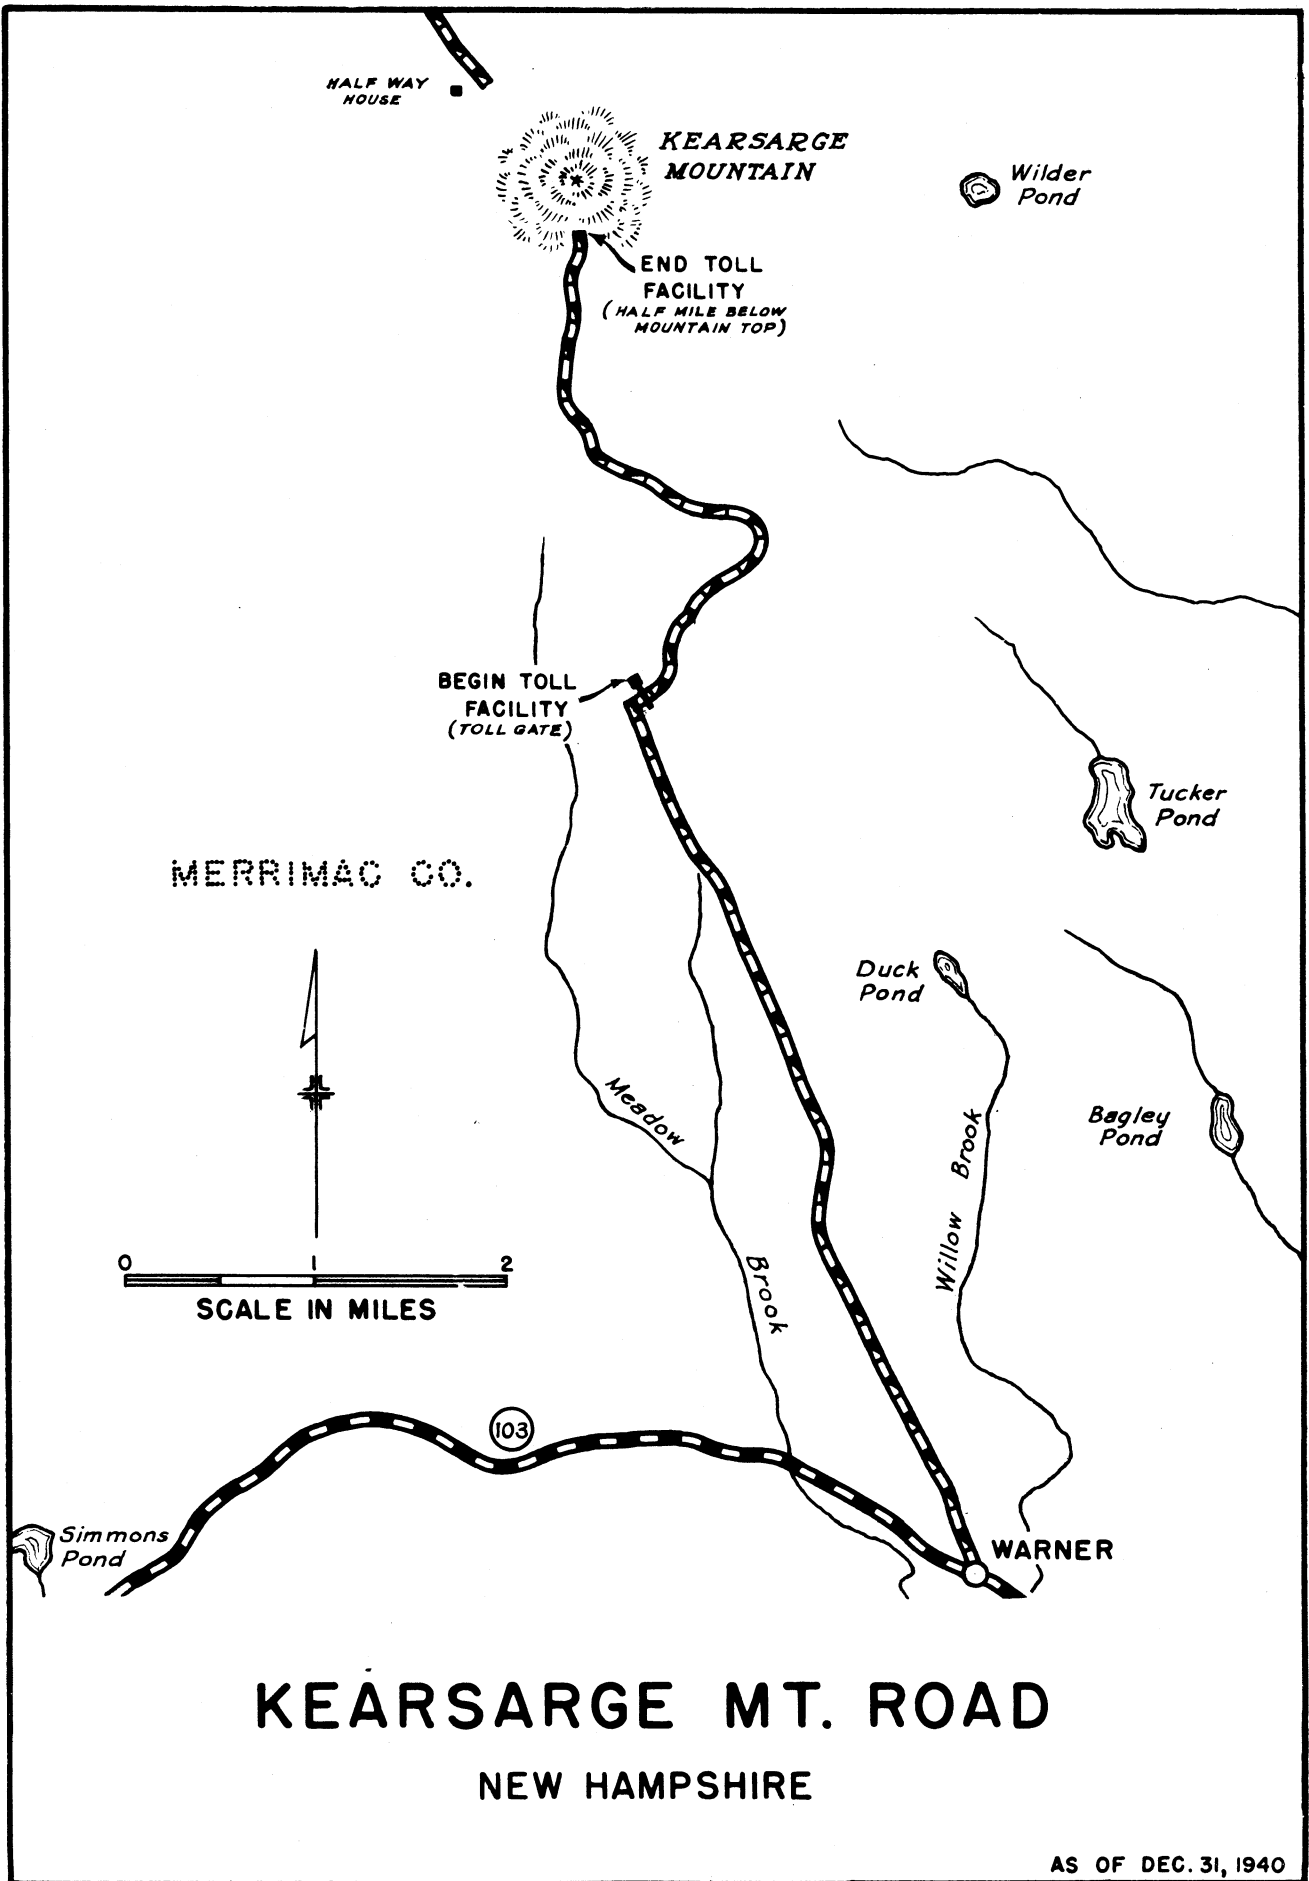 HALF WAY
HOUSE
KEARSARGE
MOUNTAIN
Wilder
Pond
END TOLL
FACILITY
(HALF MILE BELOW
MOUNTAIN TOP)
BEGIN TOLL
FACILITY
(TOLL GATE)
Tucker
Pond
MERRIMAC CO.
Duck
Pond
Bagley
Pond
Meadow
Brook
Willow Brook
0 1 2
SCALE IN MILES
103
Simmons
Pond
WARNER
KEARSARGE MT. ROAD
NEW HAMPSHIRE
AS OF DEC. 31, 1940